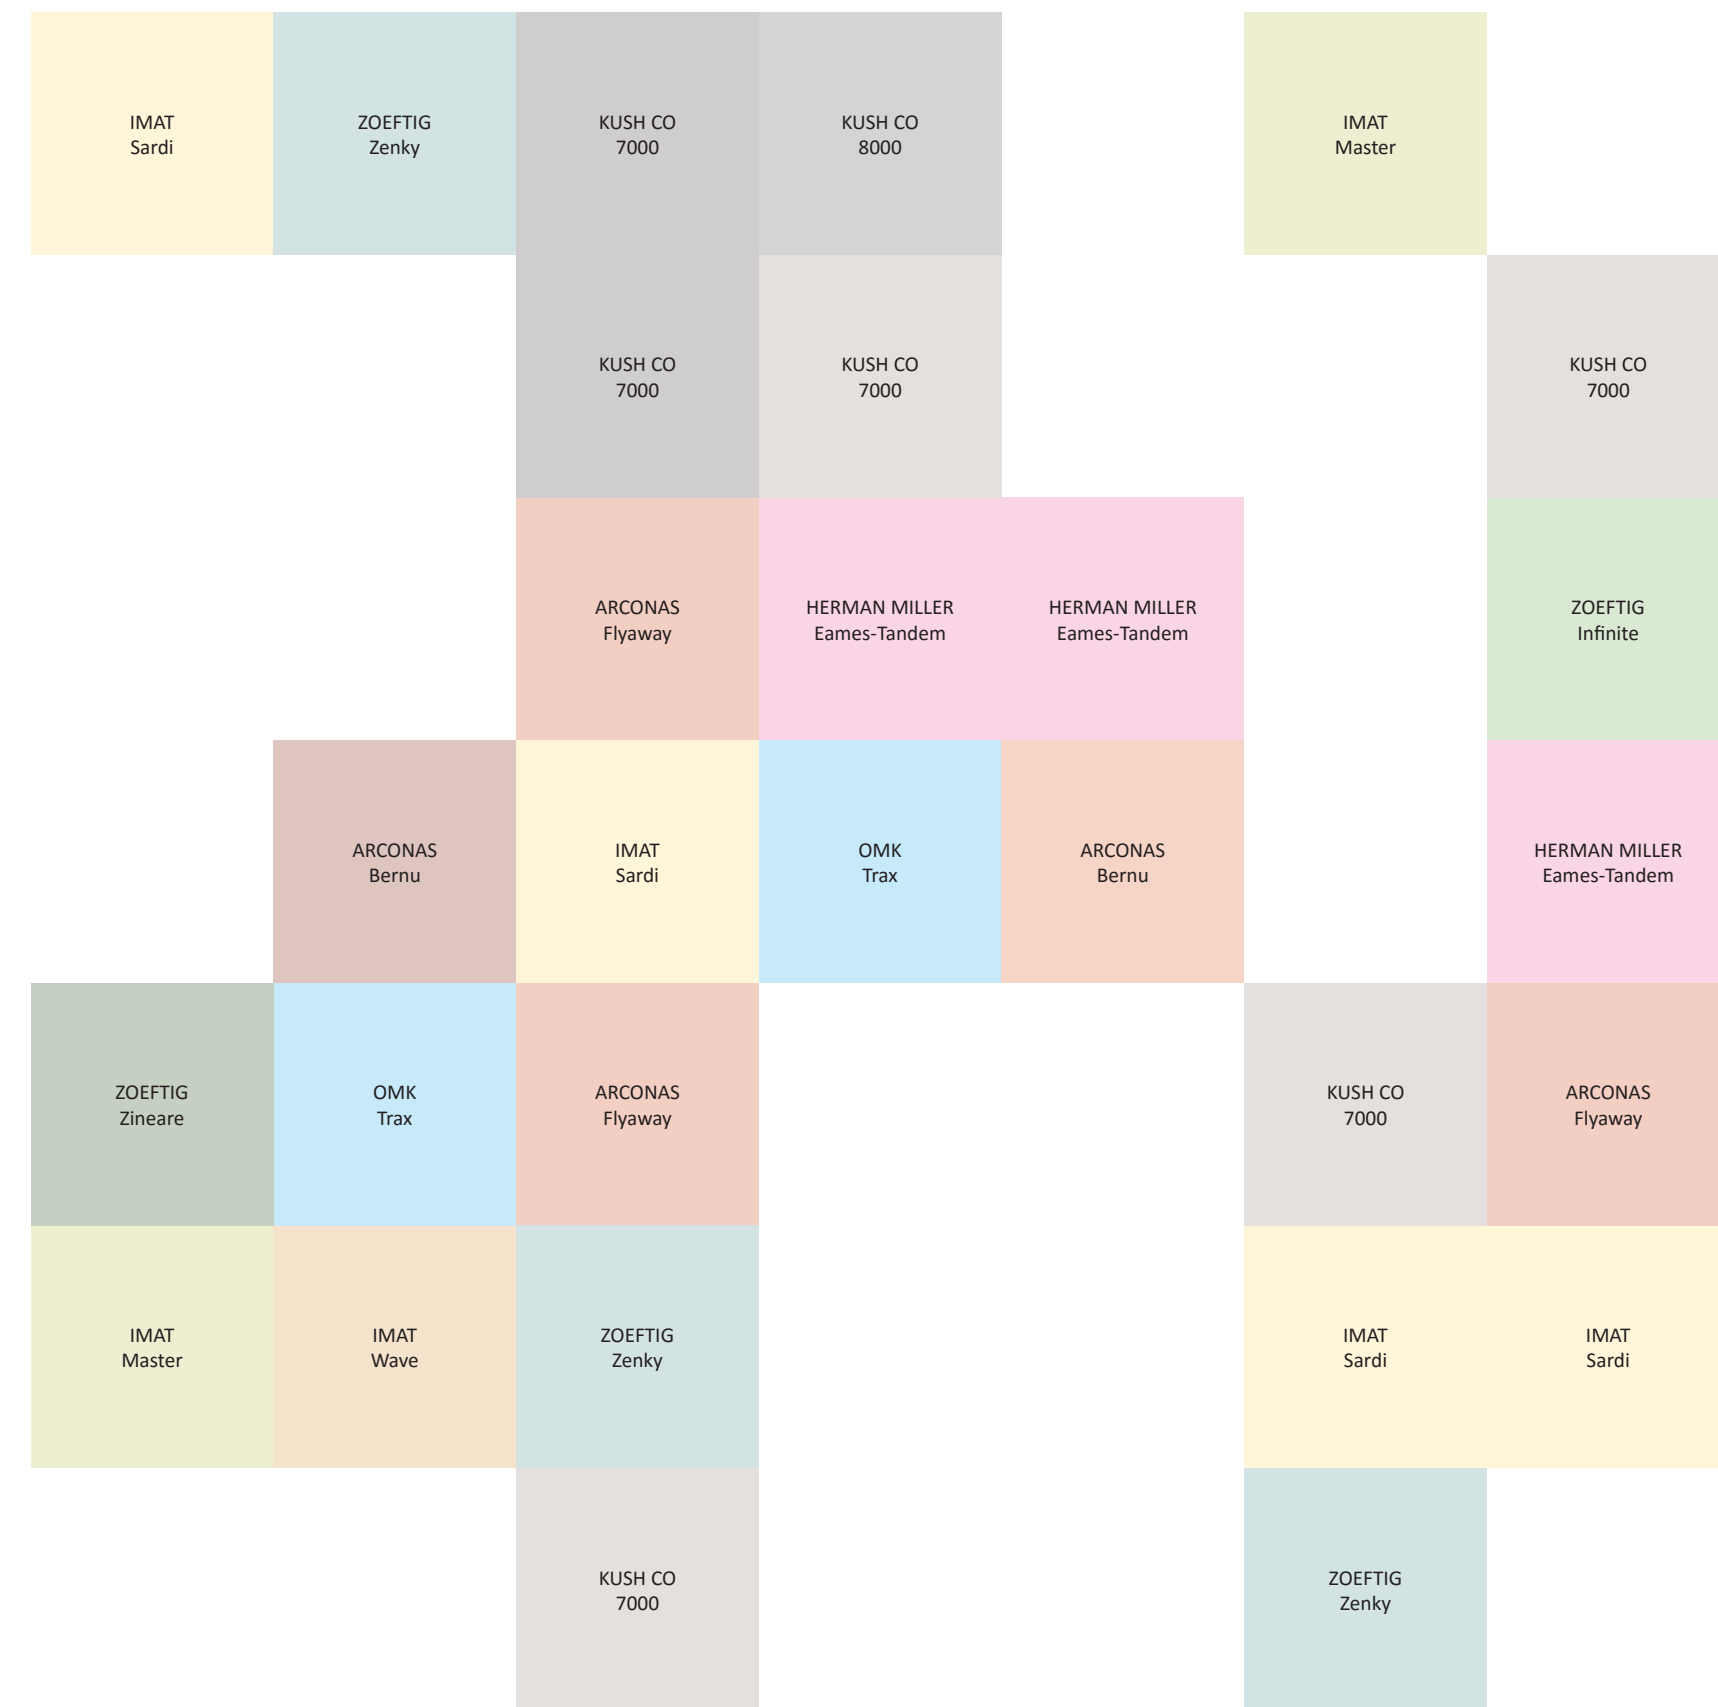 IMAT
Sardi
ZOEFTIG
Zenky
KUSH CO
7000
KUSH CO
8000
IMAT
Master
KUSH CO
7000
KUSH CO
7000
KUSH CO
7000
ARCONAS
Flyaway
HERMAN MILLER
Eames-Tandem
HERMAN MILLER
Eames-Tandem
ZOEFTIG
Infinite
ARCONAS
Bernu
IMAT
Sardi
OMK
Trax
ARCONAS
Bernu
HERMAN MILLER
Eames-Tandem
ZOEFTIG
Zineare
OMK
Trax
ARCONAS
Flyaway
KUSH CO
7000
ARCONAS
Flyaway
IMAT
Master
IMAT
Wave
ZOEFTIG
Zenky
IMAT
Sardi
IMAT
Sardi
KUSH CO
7000
ZOEFTIG
Zenky